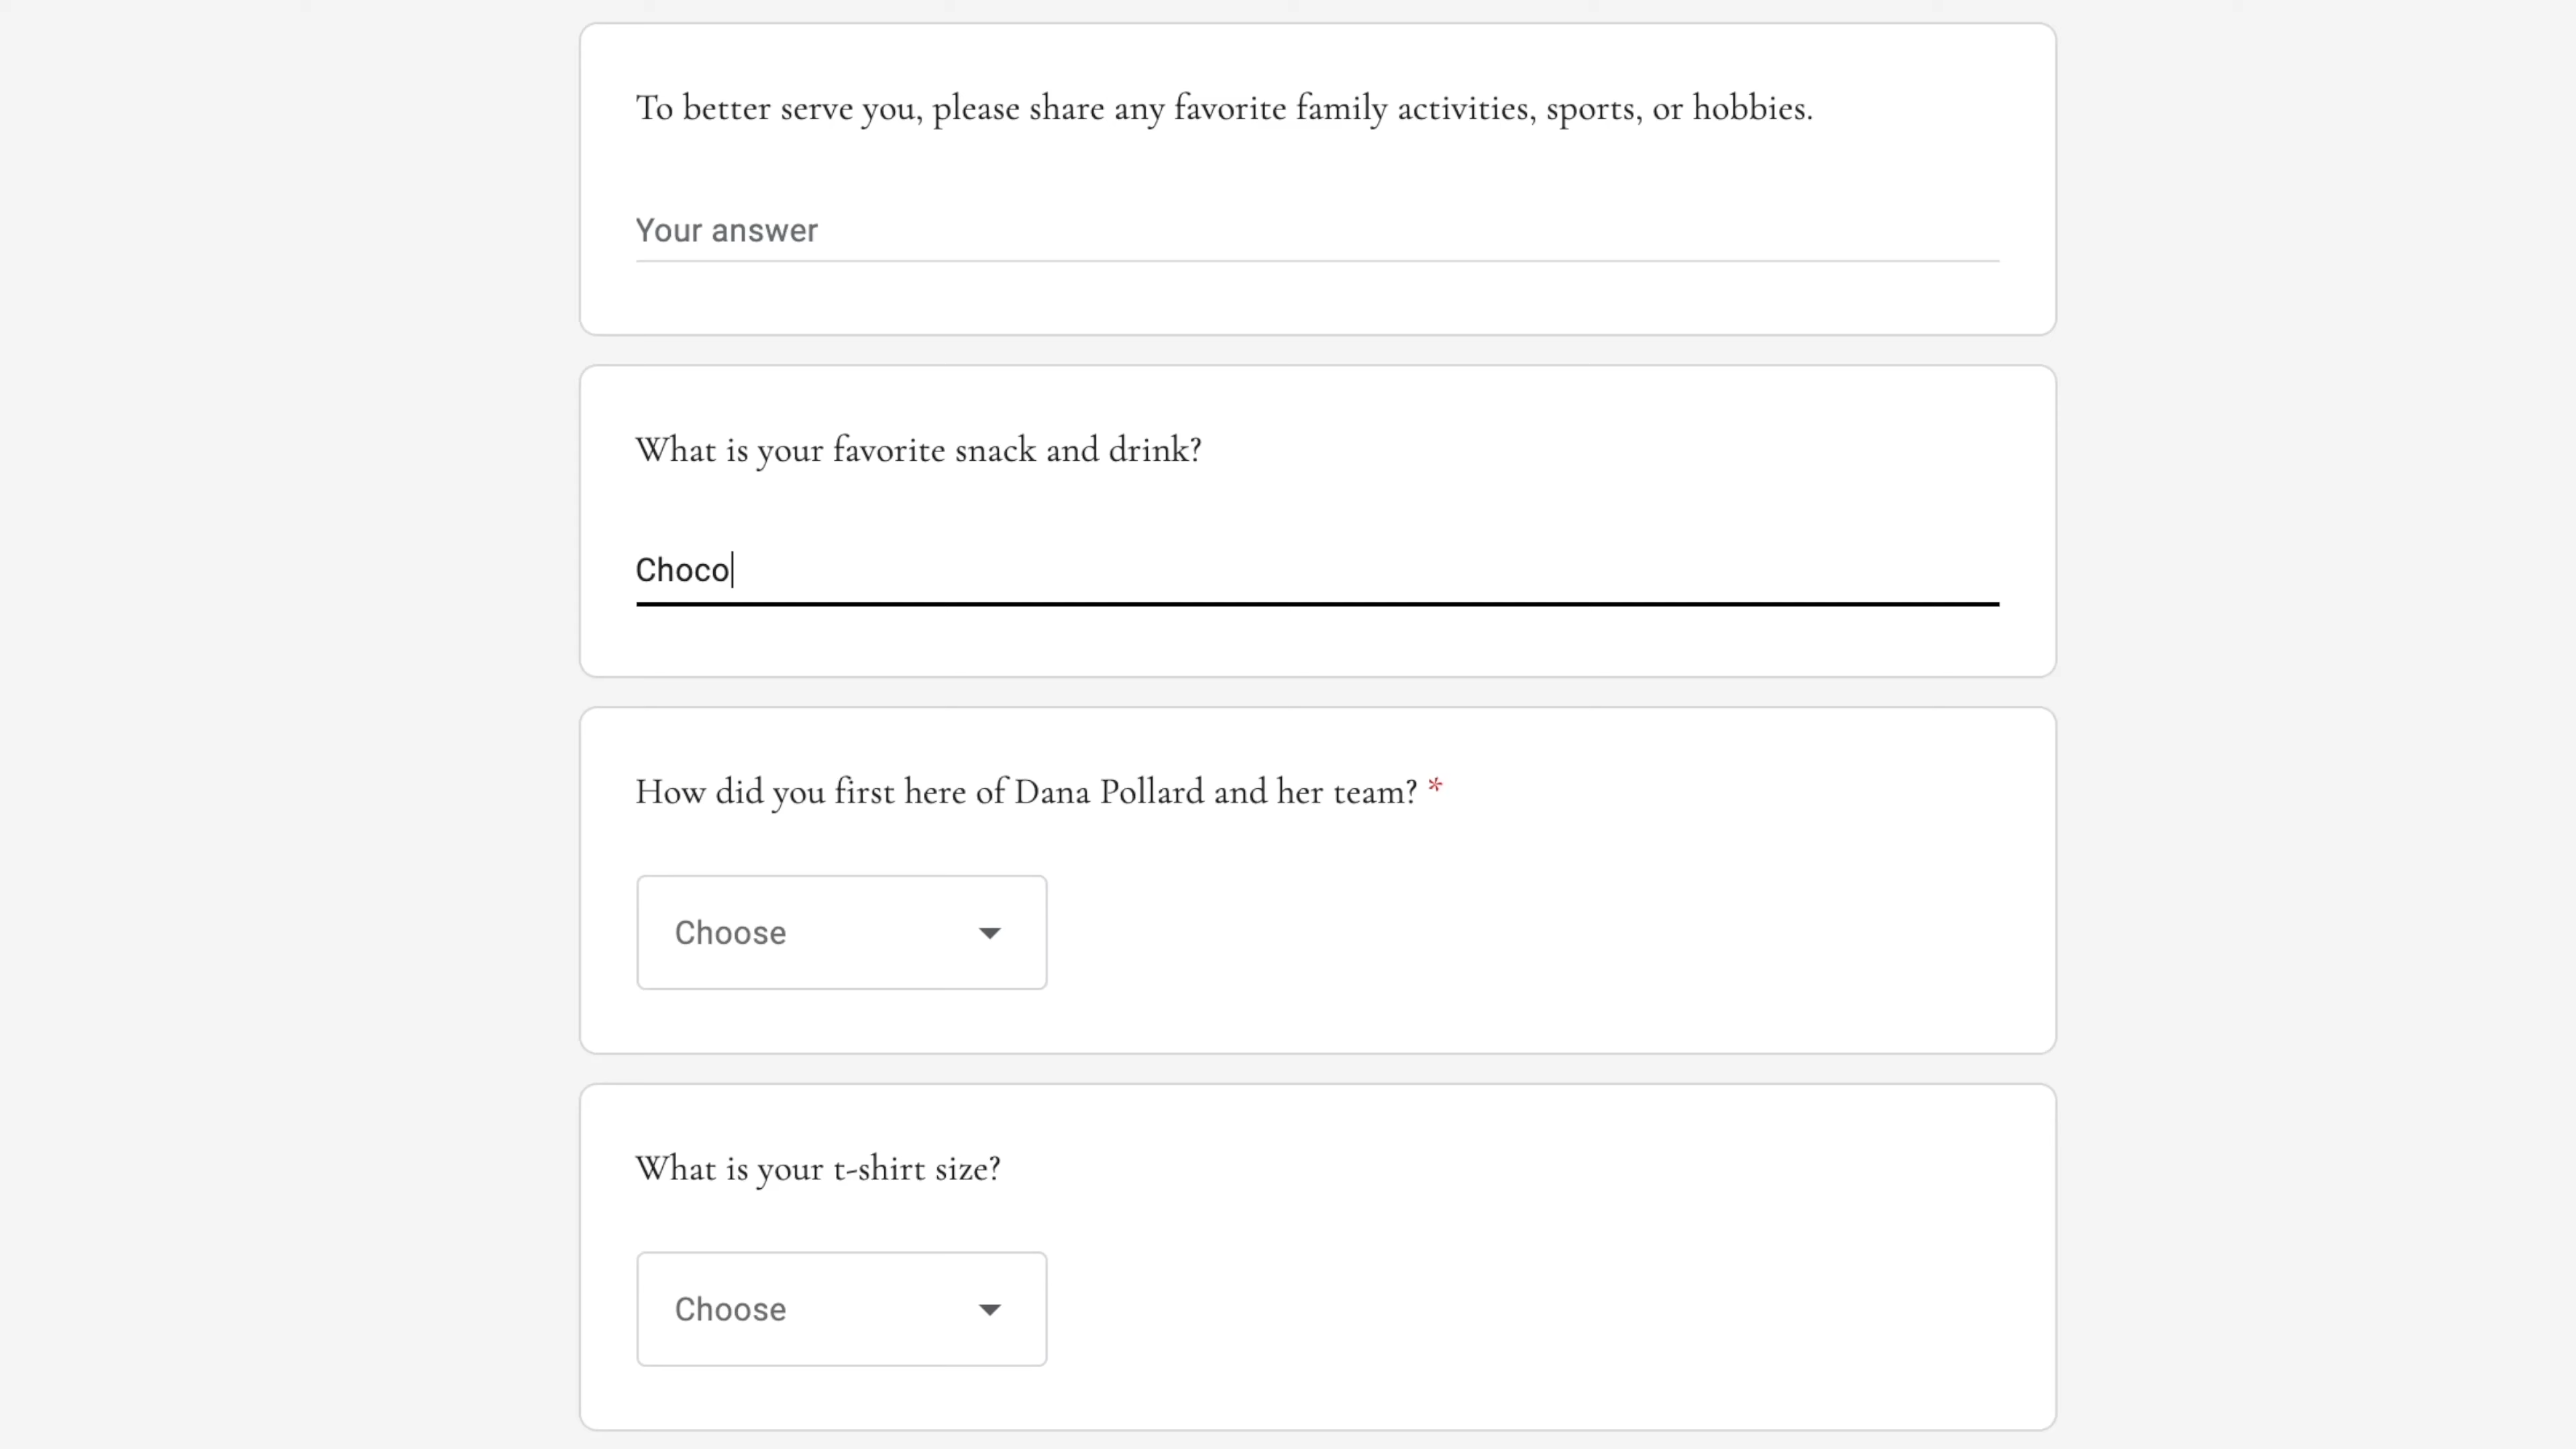 To better serve you, please share any favorite family activities, sports, or hobbies.
Your answer
What is your favorite snack and drink?
Choco
How did you first here of Dana Pollard and her team? *
Choose
What is your t-shirt size?
Choose